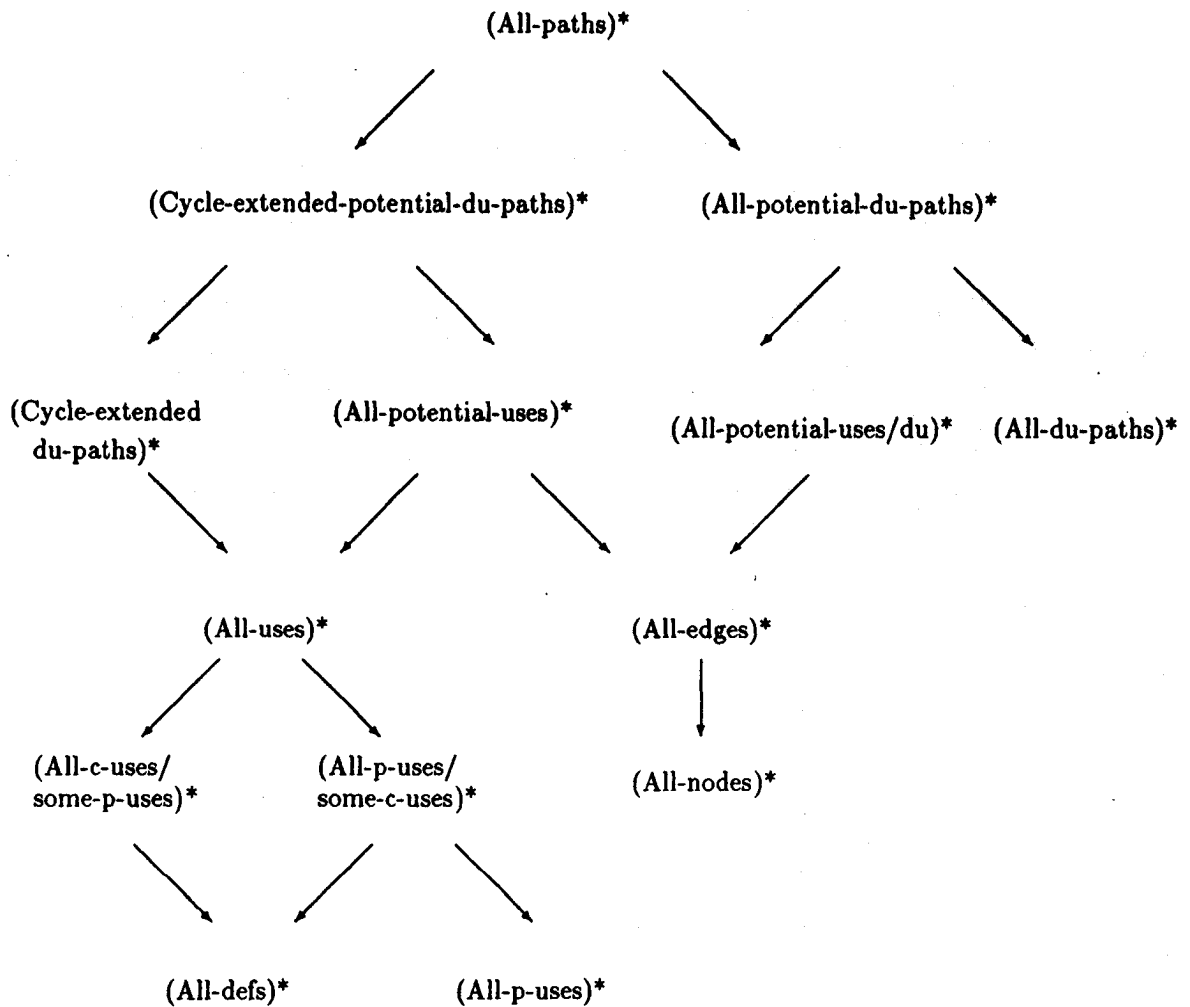 (All-paths)*
(Cycle-extended-potential-du-paths)*
(All-potential-du-paths)*
(Cycle-extended
du-paths)*
(All-potential-uses)*
(All-potential-uses/du)*
(All-du-paths)*
(All-uses)*
(All-edges)*
(All-c-uses/
some-p-uses)*
(All-p-uses/
some-c-uses)*
(All-nodes)*
(All-defs)*
(All-p-uses)*